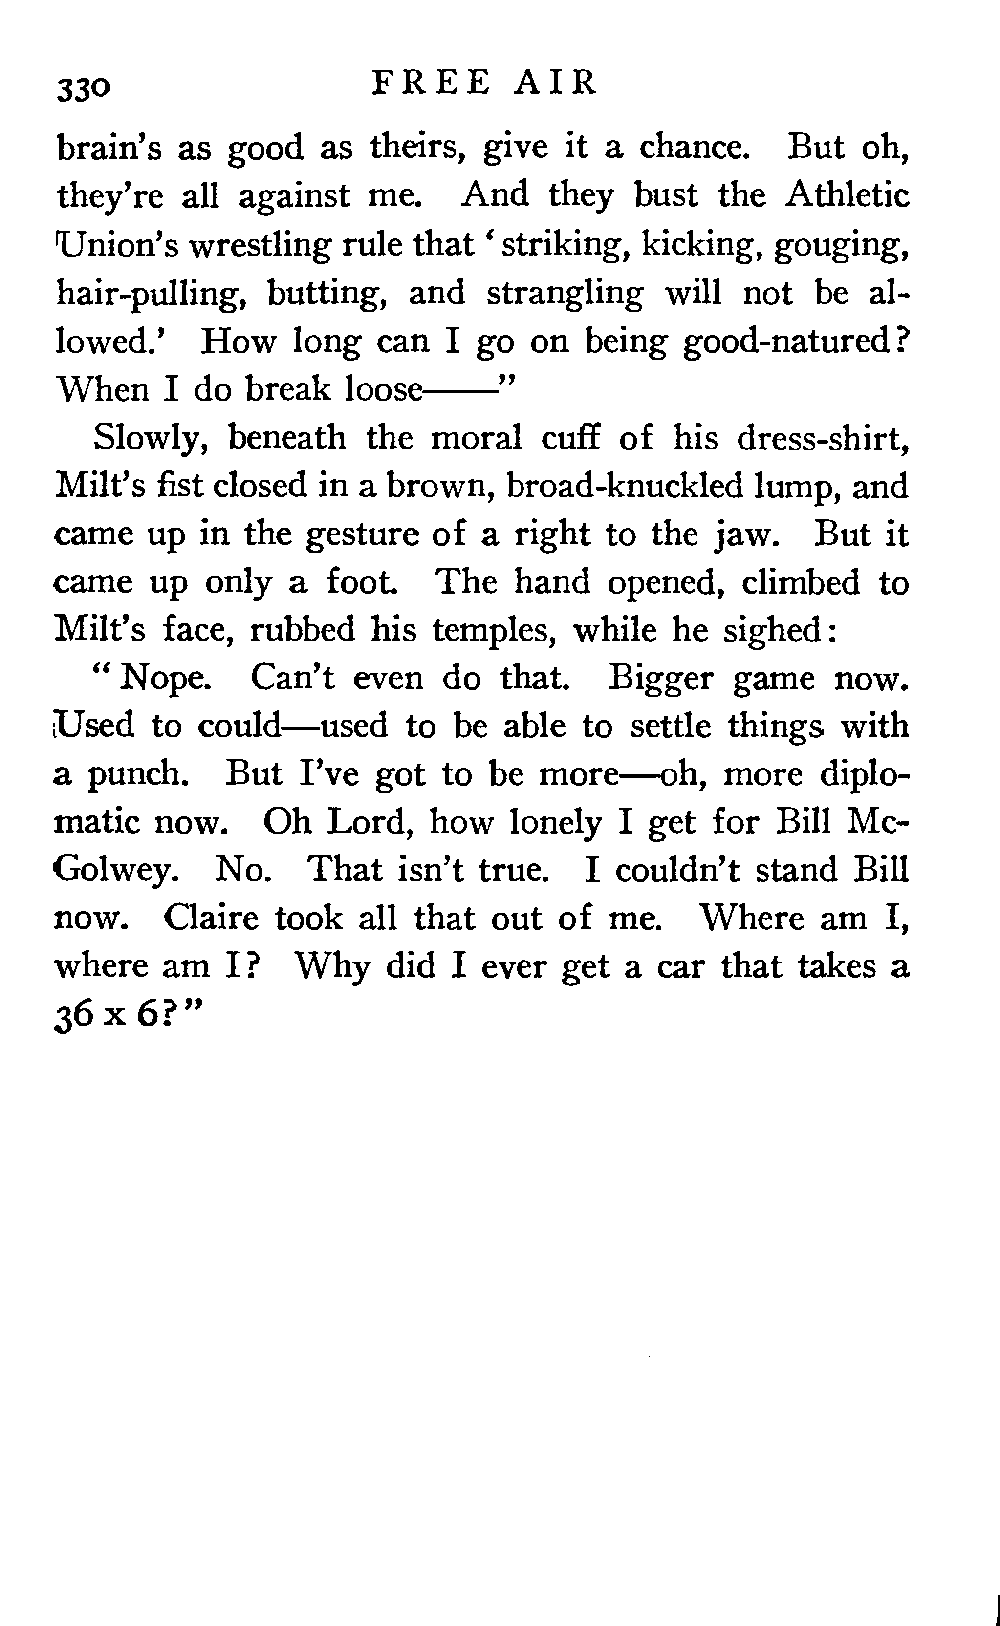 330 FREE AIR
brain's as good as theirs, give it a chance. But oh,
they're all against me. And they bust the Athletic
Union's wrestling rule that ‘striking, kicking, gouging,
hair-pulling, butting, and strangling will not be al-
lowed.’ How long can I go on being good-natured?
When I do break loose——”
Slowly, beneath the moral cuff of his dress-shirt,
Milt's fist closed in a brown, broad-knuckled lump, and
came up in the gesture of a right to the jaw. But it
came up only a foot. The hand opened, climbed to
Milt's face, rubbed his temples, while he sighed:
“Nope. Can't even do that. Bigger game now.
Used to could—used to be able to settle things with
a punch. But I've got to be more—oh, more diplo-
matic now. Oh Lord, how lonely I get for Bill Mc-
Golwey. No. That isn't true. I couldn't stand Bill
now. Claire took all that out of me. Where am I,
where am I? Why did I ever get a car that takes a
36 x 6?”